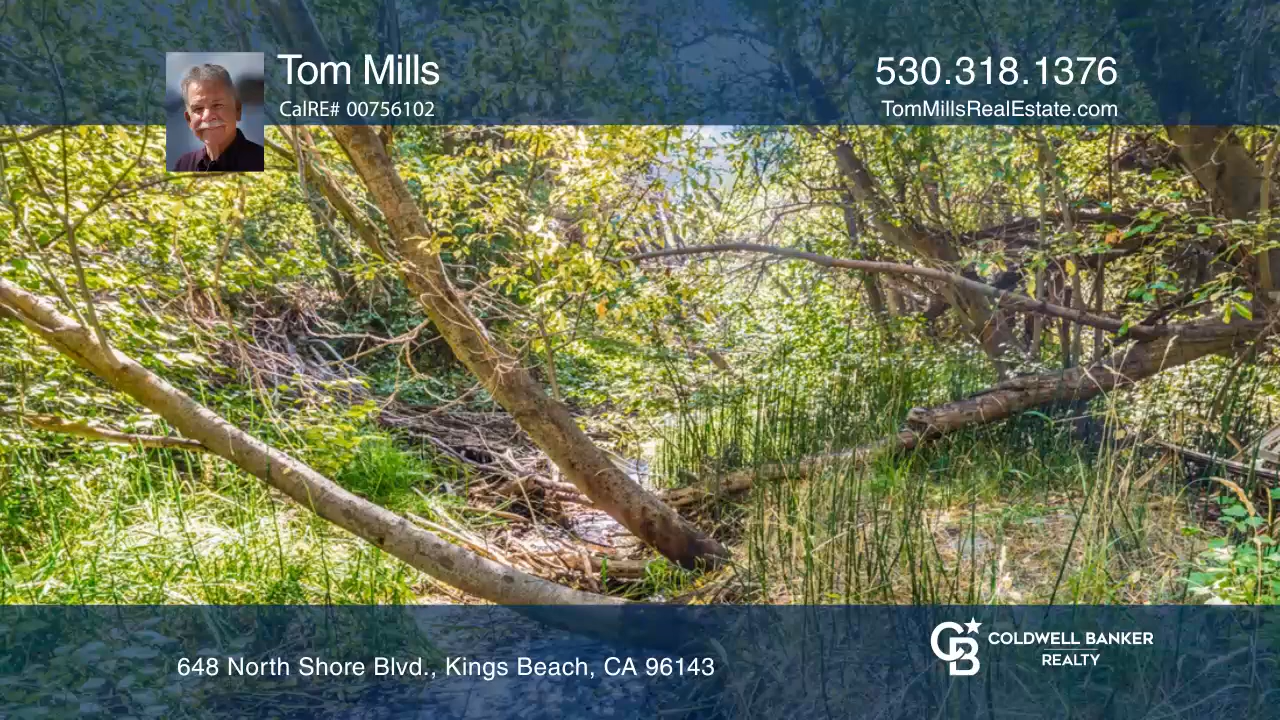 Tom Mills
CalRE# 00756102
530.318.1376
TomMillsRealEstate.com
648 North Shore Blvd., Kings Beach, CA 96143
CB
COLDWELL BANKER
REALTY